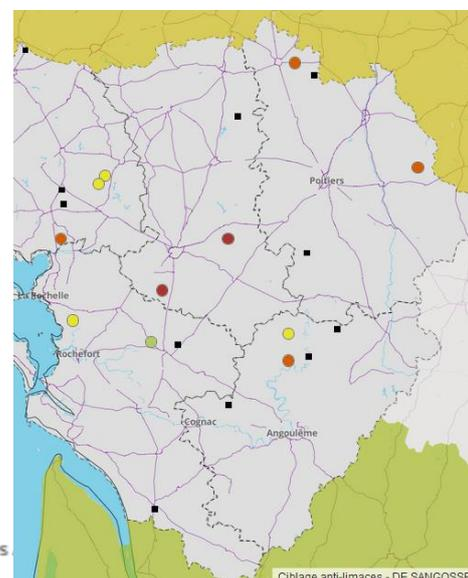 Poitiers
La Rochelle
Rochefort
Cognac
Angoulême
Ciblage anti-limaces - DE SANGOSSE